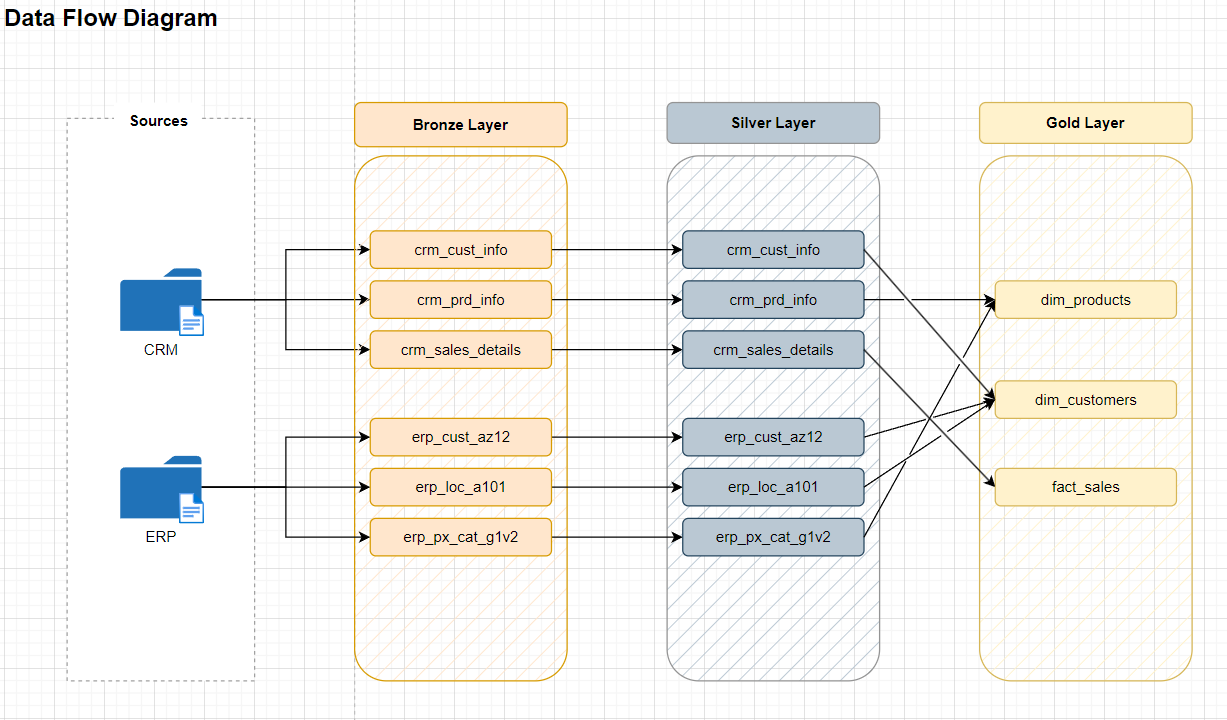 Data Flow Diagram
Sources
Bronze Layer
Silver Layer
Gold Layer
crm_cust_info
crm_cust_info
CRM
crm_prd_info
crm_prd_info
dim_products
crm_sales_details
crm_sales_details
dim_customers
erp_cust_az12
erp_cust_az12
ERP
erp_loc_a101
erp_loc_a101
fact_sales
erp_px_cat_g1v2
erp_px_cat_g1v2